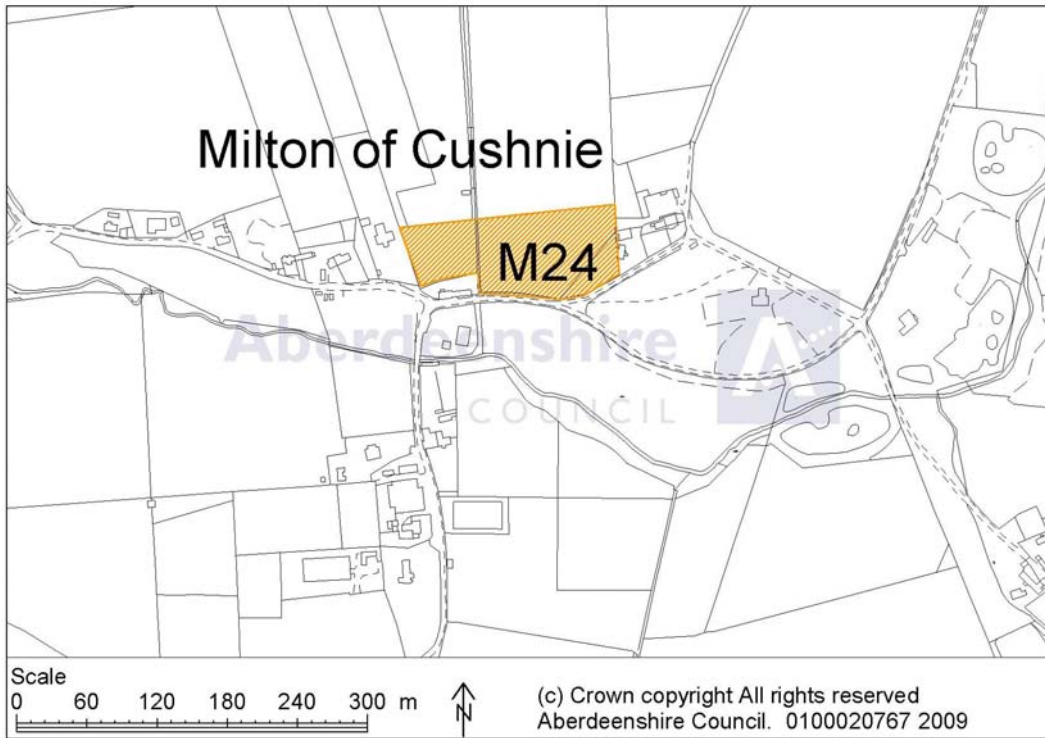 Milton of Cushnie
M24
Aberdeenshire
COUNCIL
Scale
0 60 120 180 240 300 m
N
(c) Crown copyright All rights reserved
Aberdeenshire Council. 0100020767 2009